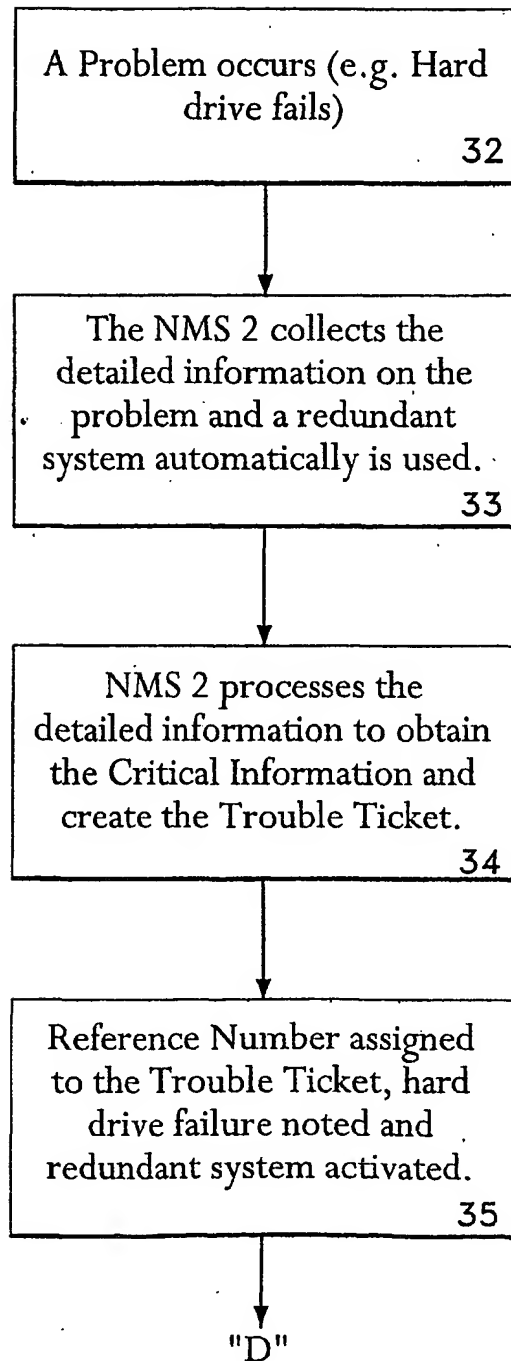 A Problem occurs (e.g. Hard
drive fails)
32
The NMS 2 collects the
detailed information on the
problem and a redundant
system automatically is used.
33
NMS 2 processes the
detailed information to obtain
the Critical Information and
create the Trouble Ticket.
34
Reference Number assigned
to the Trouble Ticket, hard
drive failure noted and
redundant system activated.
35
"D"